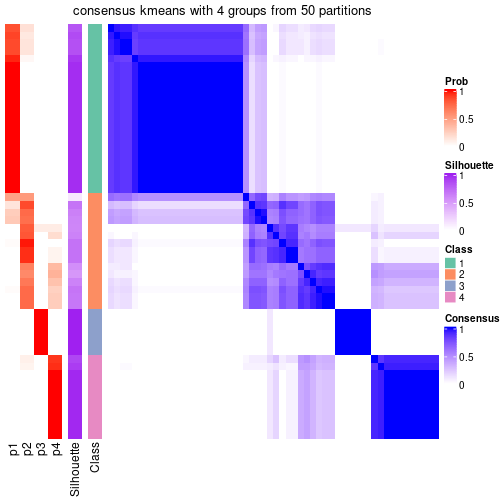 consensus kmeans with 4 groups from 50 partitions
Prob
1
0.5
0
Silhouette
1
0.5
0
Class
1
2
3
4
Consensus
1
0.5
0
p1
p2
p3
p4
Silhouette
Class